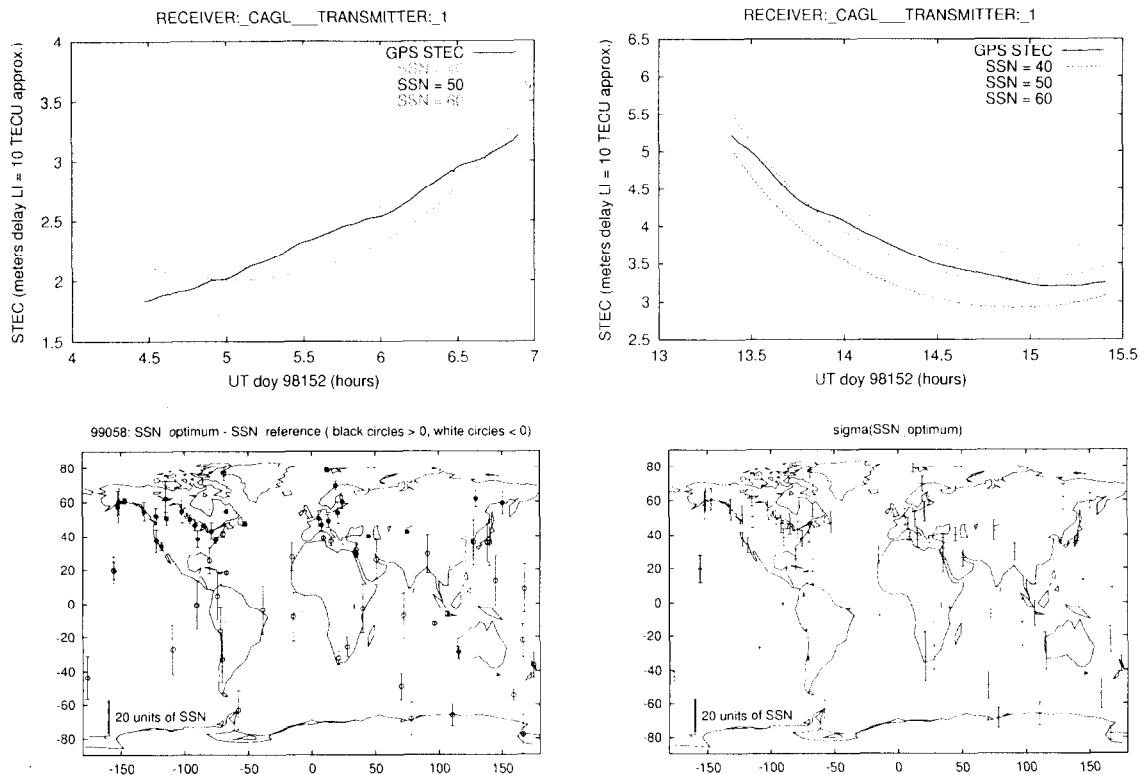 RECEIVER:_CAGL___TRANSMITTER:_1
4
3.5
3
2.5
2
1.5
STEC (meters delay LI = 10 TECU approx.)
GPS STEC
SSN = 40
SSN = 50
SSN = 60
4 4.5 5 5.5 6 6.5 7
UT doy 98152 (hours)
RECEIVER:_CAGL___TRANSMITTER:_1
6.5
6
5.5
5
4.5
4
3.5
3
2.5
STEC (meters delay LI = 10 TECU approx.)
GPS STEC
SSN = 40
SSN = 50
SSN = 60
13 13.5 14 14.5 15 15.5
UT doy 98152 (hours)
99058: SSN optimum - SSN reference ( black circles > 0, white circles < 0)
80
60
40
20
0
-20
-40
-60
-80
20 units of SSN
-150 -100 -50 0 50 100 150
sigma(SSN optimum)
80
60
40
20
0
-20
-40
-60
-80
20 units of SSN
-150 -100 -50 0 50 100 150